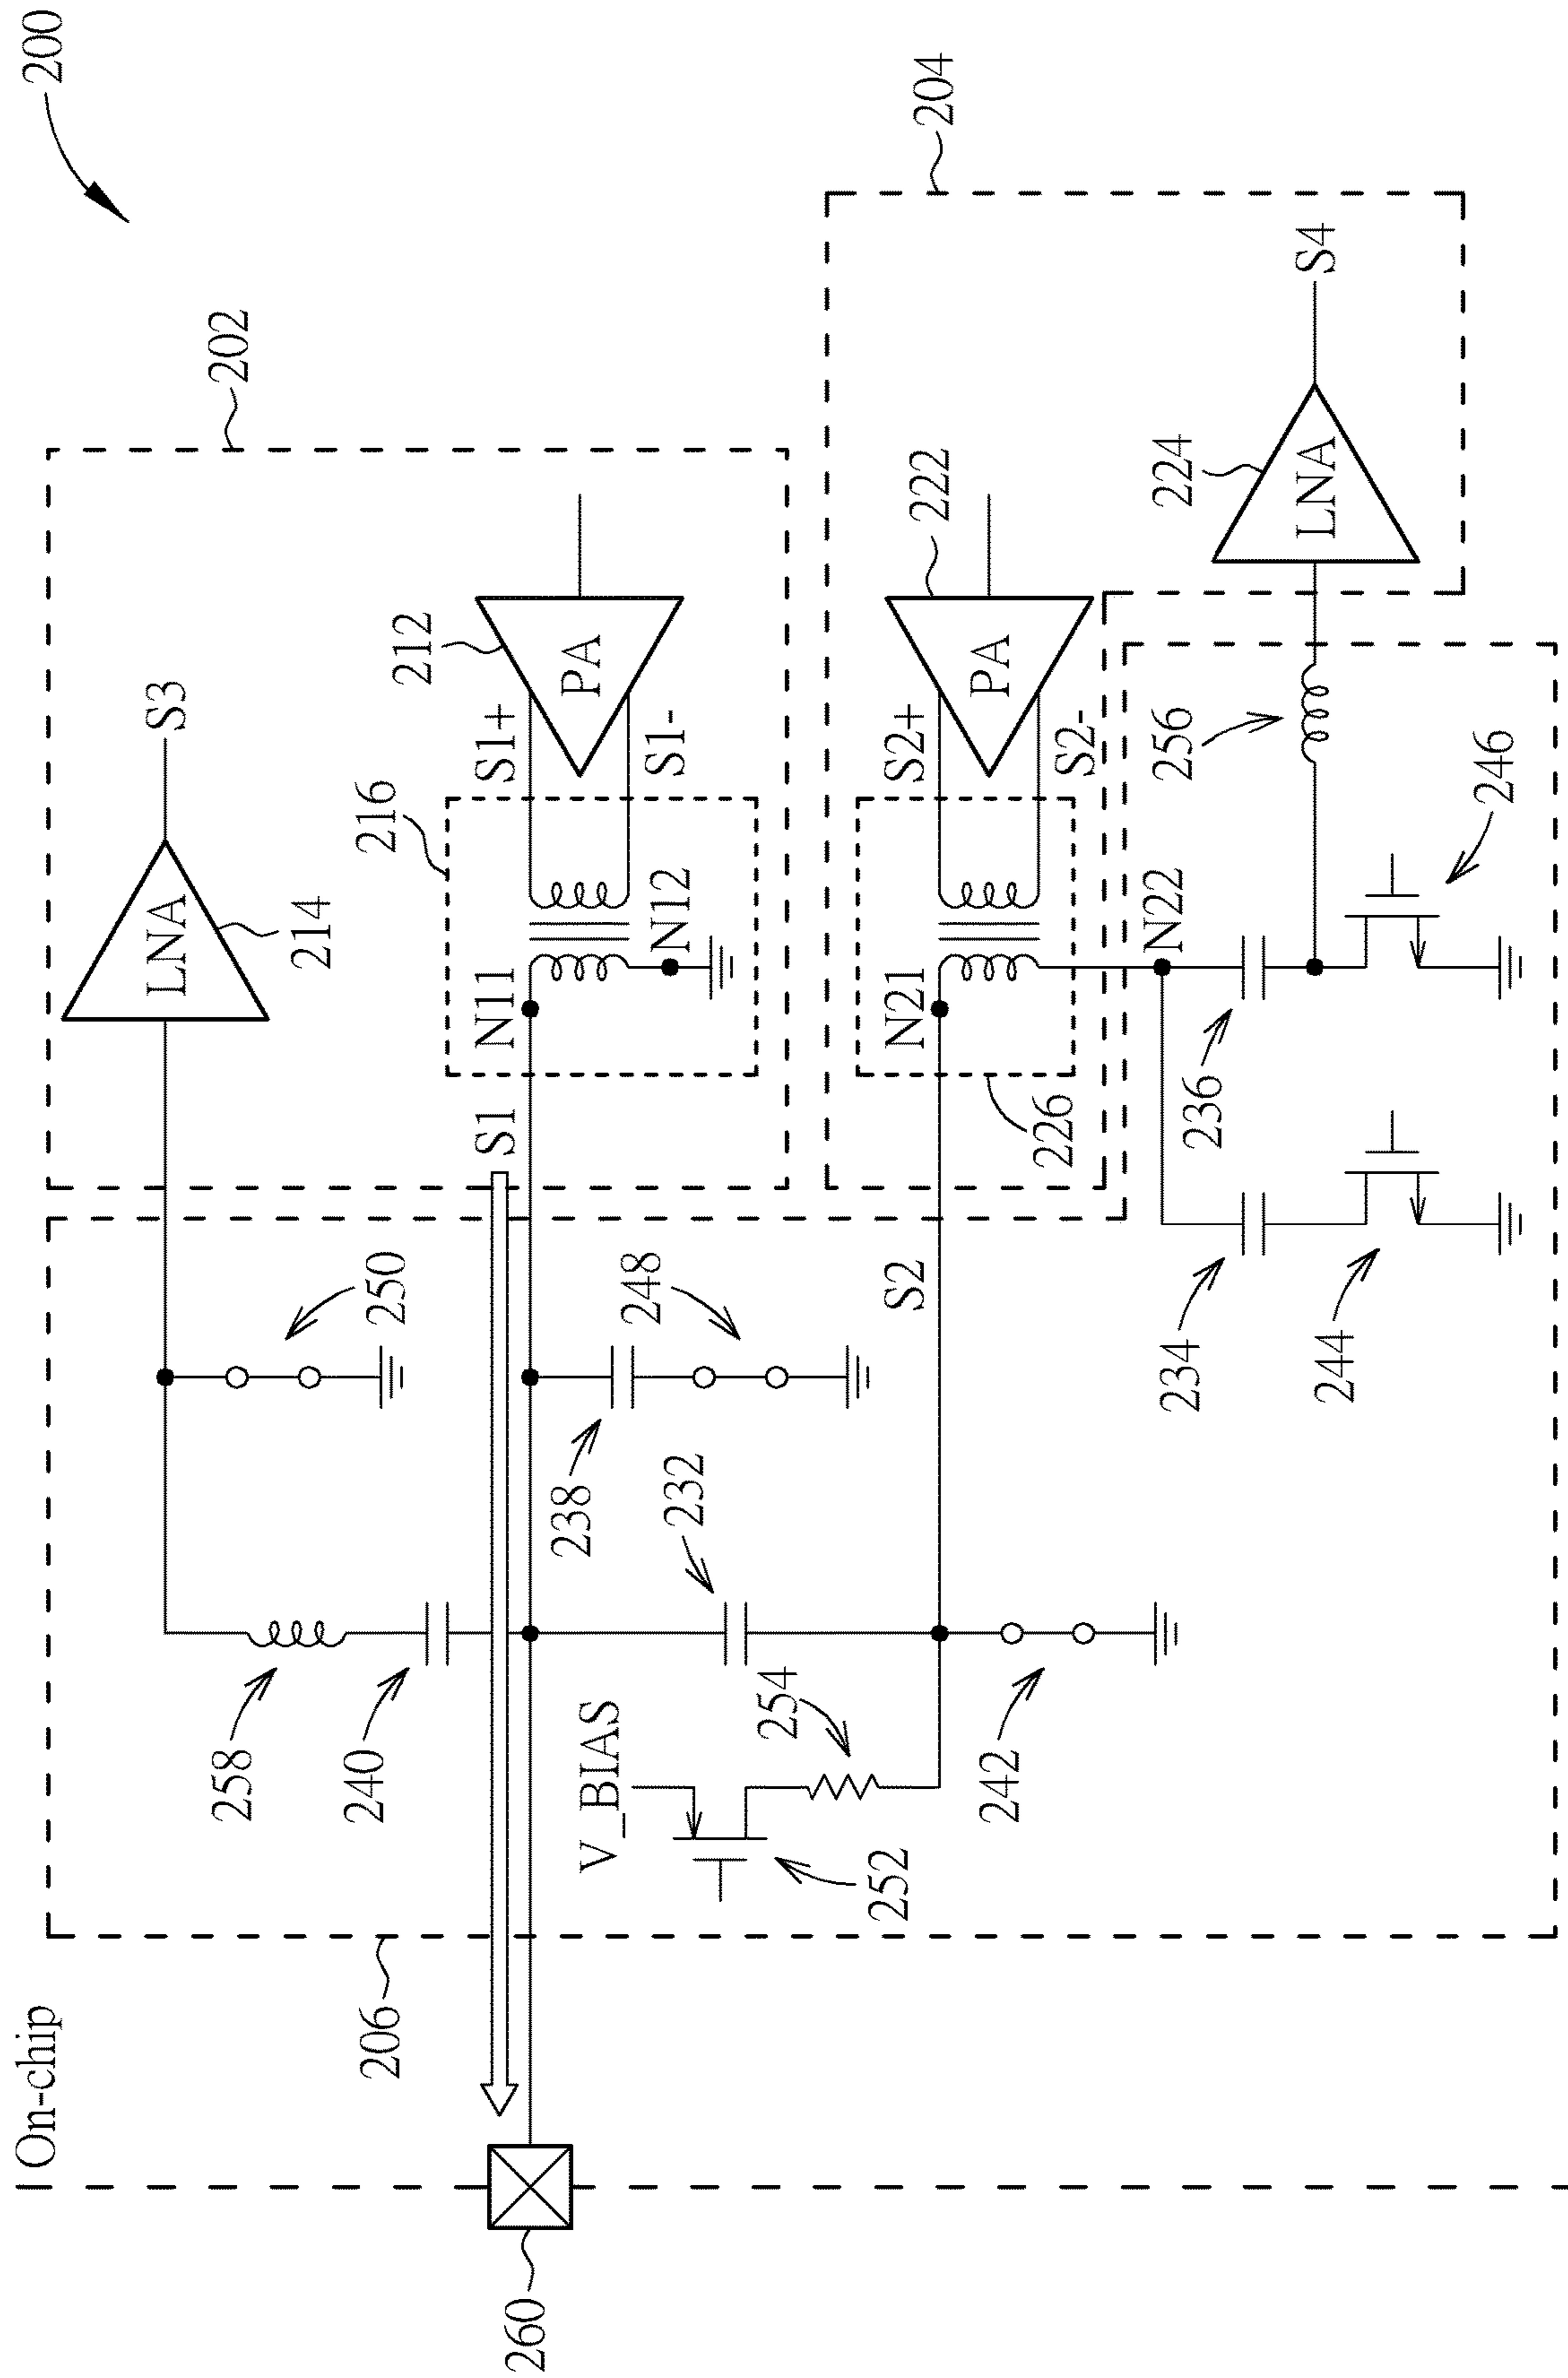 200
On-chip
206
202
204
260
258
240
250
LNA
214
S3
S1
N11
N12
216
S1+
S1-
PA
212
238
248
232
V_BIAS
252
254
242
S2
N21
226
S2+
S2-
PA
222
N22
234
244
236
246
256
LNA
224
S4